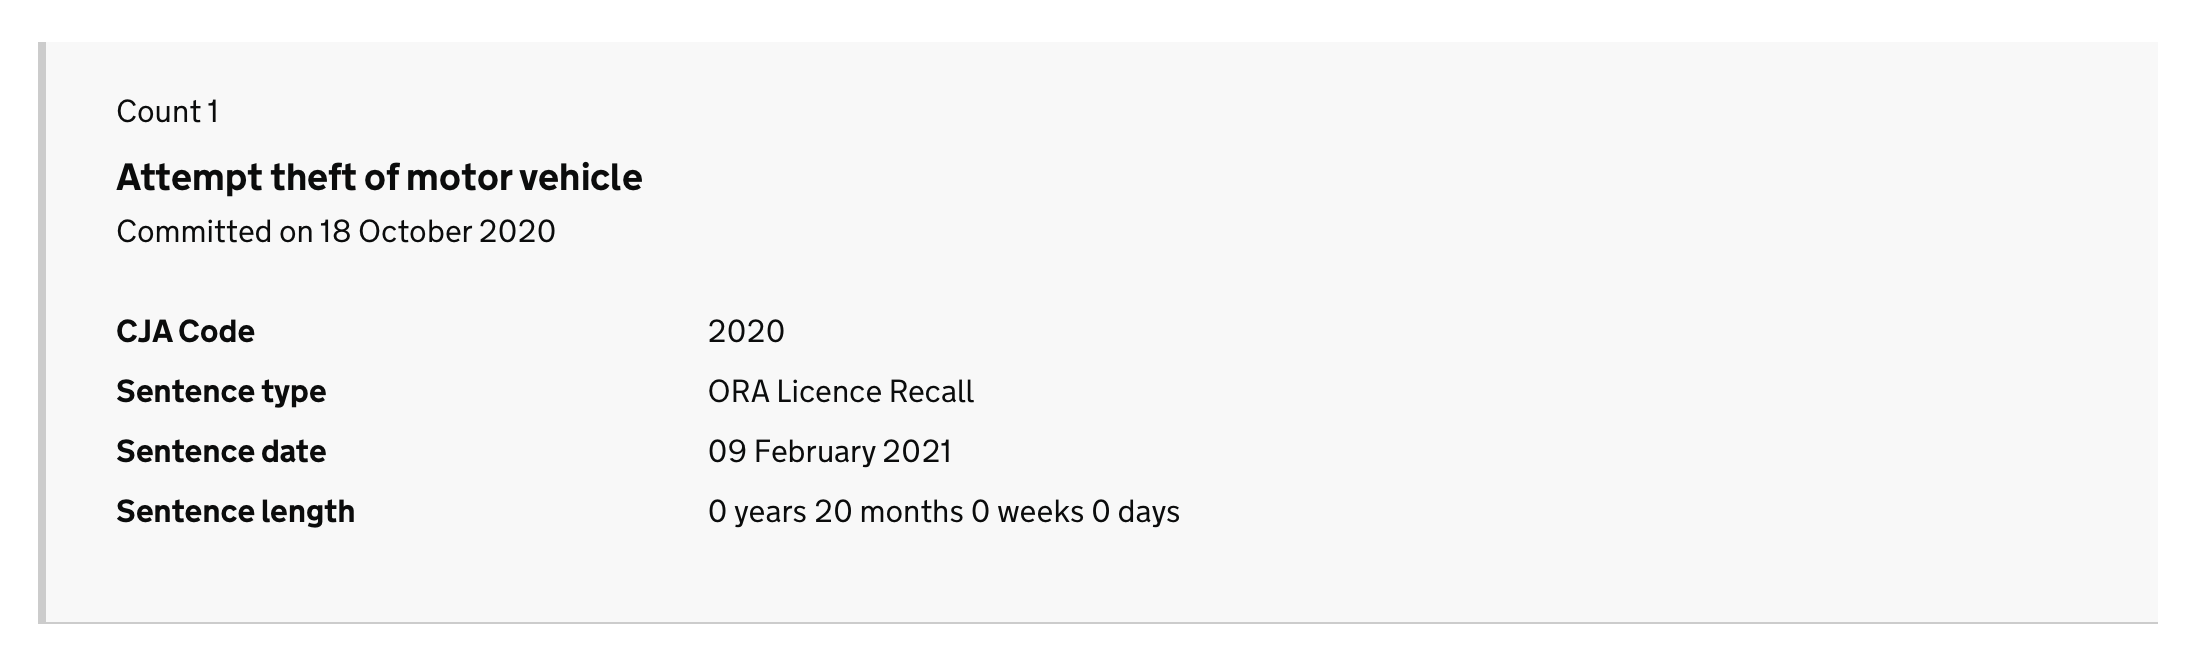 Count 1
Attempt theft of motor vehicle
Committed on 18 October 2020
CJA Code 2020
Sentence type ORA Licence Recall
Sentence date 09 February 2021
Sentence length 0 years 20 months 0 weeks 0 days